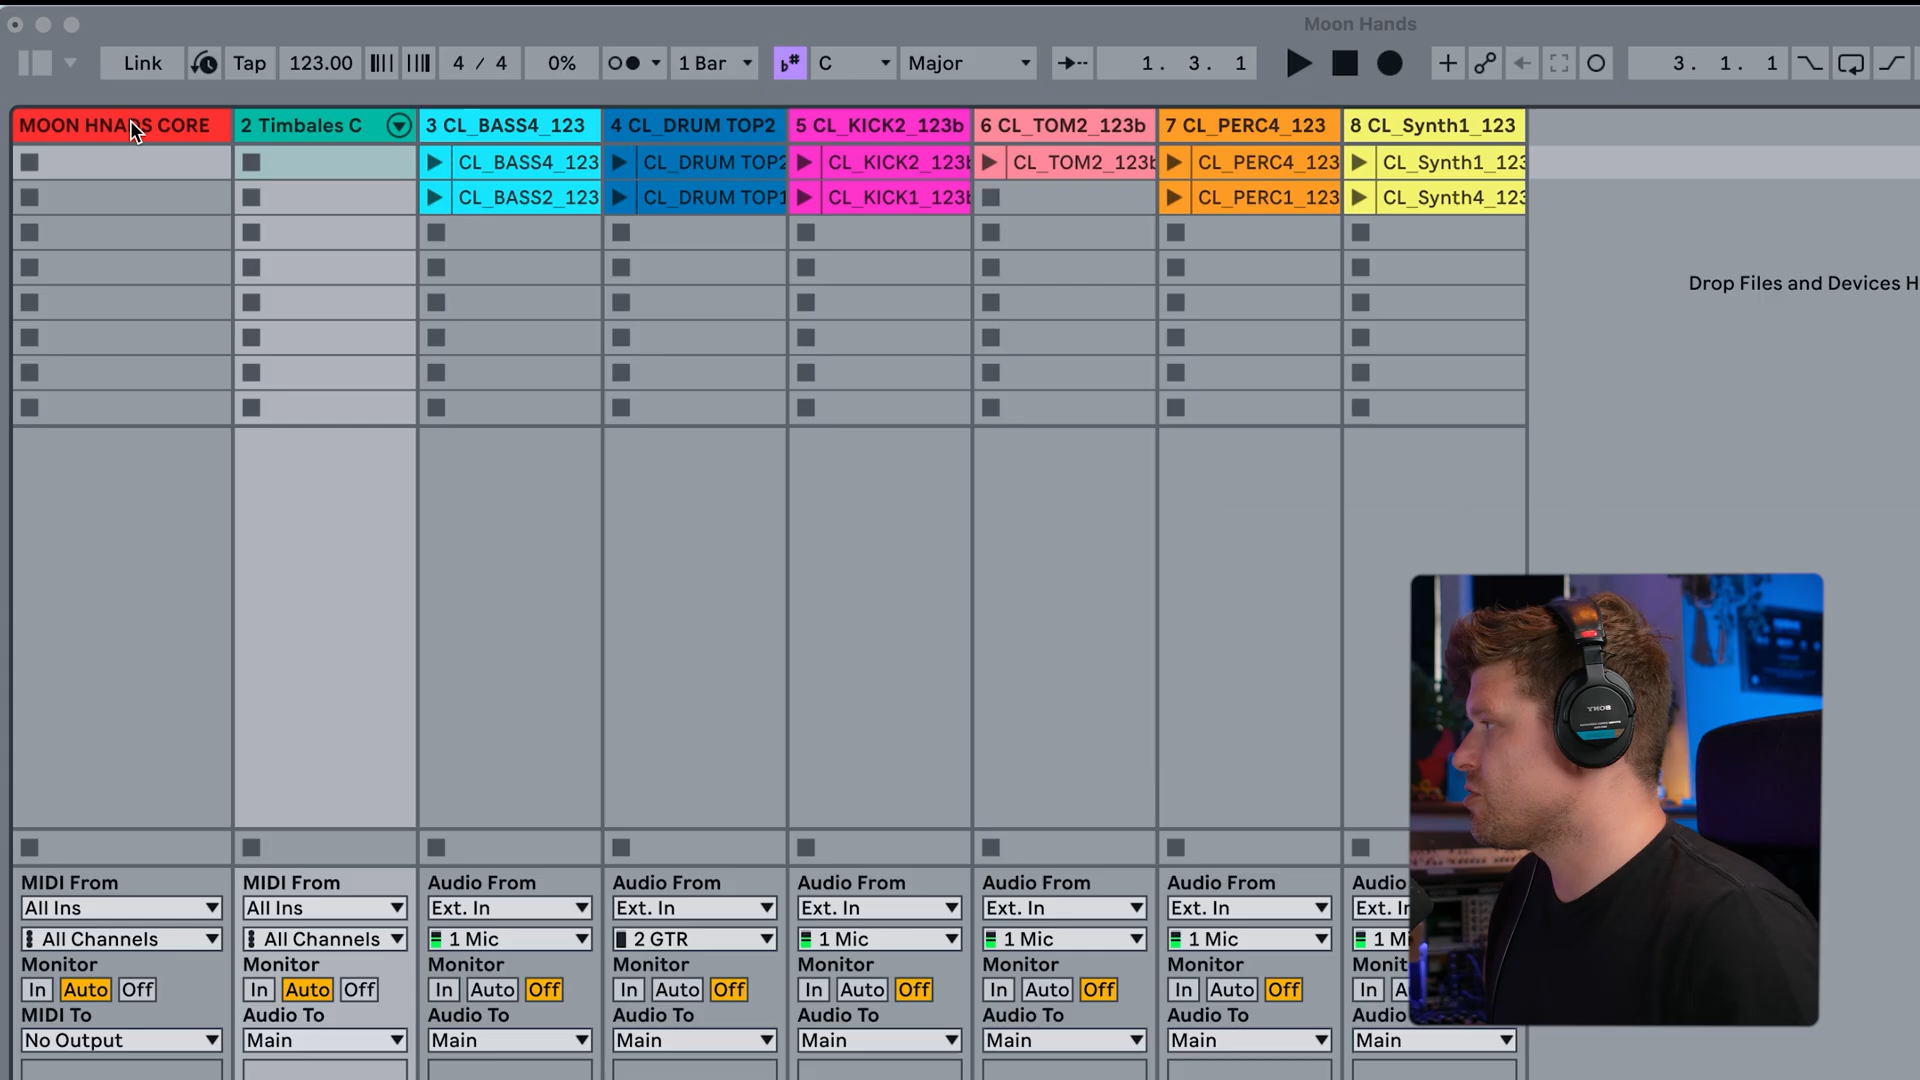 Moon Hands
Link Tap 123.00 4 / 4 0% 1 Bar C Major 1. 3. 1 3. 1. 1
MOON HNADS CORE 2 Timbales C 3 CL_BASS4_123 4 CL_DRUM TOP2 5 CL_KICK2_123b 6 CL_TOM2_123b 7 CL_PERC4_123 8 CL_Synth1_123
CL_BASS4_123 CL_DRUM TOP2 CL_KICK2_123b CL_TOM2_123b CL_PERC4_123 CL_Synth1_123
CL_BASS2_123 CL_DRUM TOP1 CL_KICK1_123b CL_PERC1_123 CL_Synth4_123
Drop Files and Devices H
SONY
MIDI From MIDI From Audio From Audio From Audio From Audio From Audio From Audio
All Ins All Ins Ext. In Ext. In Ext. In Ext. In Ext. In Ext. In
All Channels All Channels 1 Mic 2 GTR 1 Mic 1 Mic 1 Mic 1 M
Monitor Monitor Monitor Monitor Monitor Monitor Monitor Monit
In Auto Off In Auto Off In Auto Off In Auto Off In Auto Off In Auto Off In Auto Off In A
MIDI To Audio To Audio To Audio To Audio To Audio To Audio To Audio
No Output Main Main Main Main Main Main Main